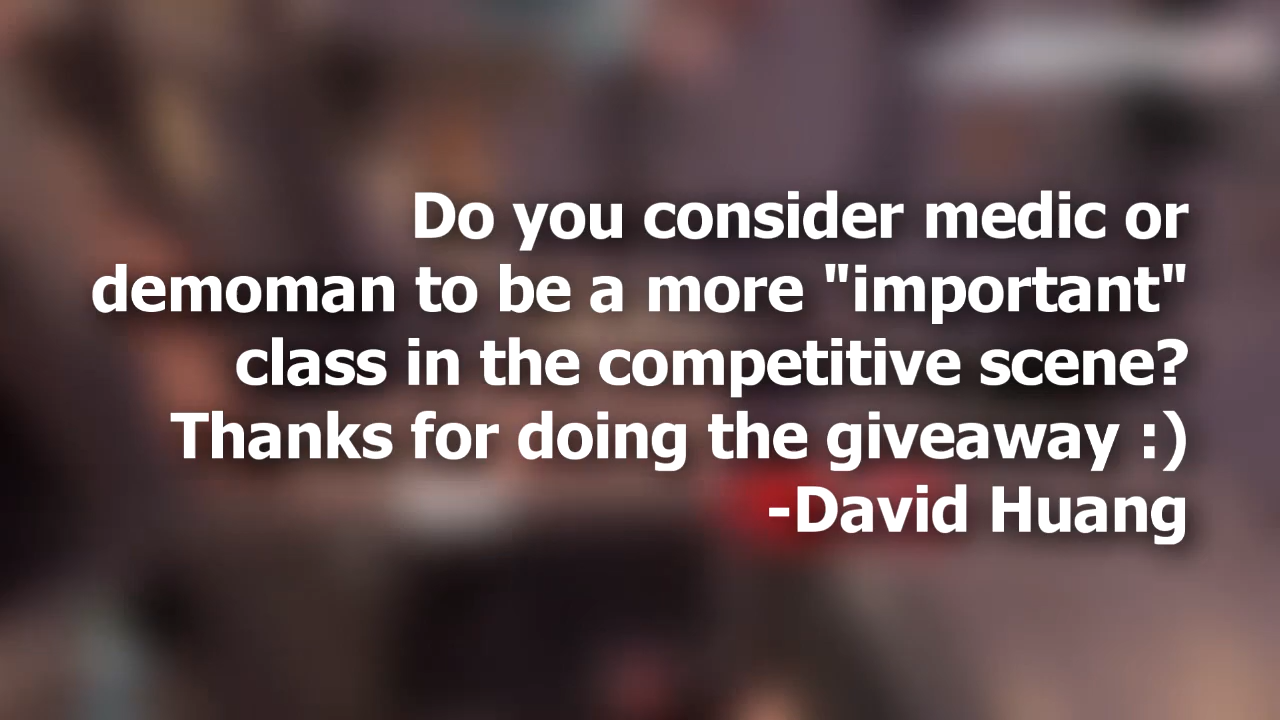 Do you consider medic or
demoman to be a more "important"
class in the competitive scene?
Thanks for doing the giveaway :)
-David Huang